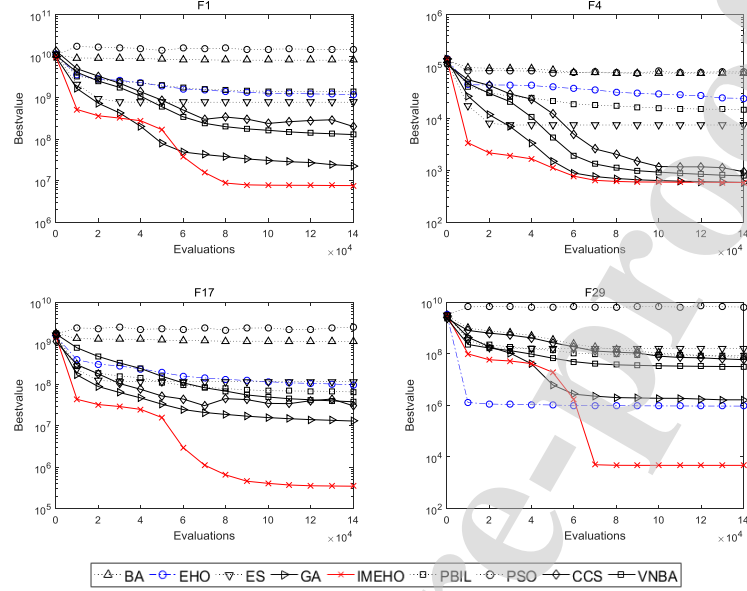 F1
Bestvalue
10^11
10^10
10^9
10^8
10^7
10^6
0 2 4 6 8 10 12 14
Evaluations
× 10^4
F4
Bestvalue
10^6
10^5
10^4
10^3
10^2
0 2 4 6 8 10 12 14
Evaluations
× 10^4
F17
Bestvalue
10^10
10^9
10^8
10^7
10^6
10^5
0 2 4 6 8 10 12 14
Evaluations
× 10^4
F29
Bestvalue
10^10
10^8
10^6
10^4
10^2
0 2 4 6 8 10 12 14
Evaluations
× 10^4
BA EHO ES GA IMEHO PBIL PSO CCS VNBA
re-pro